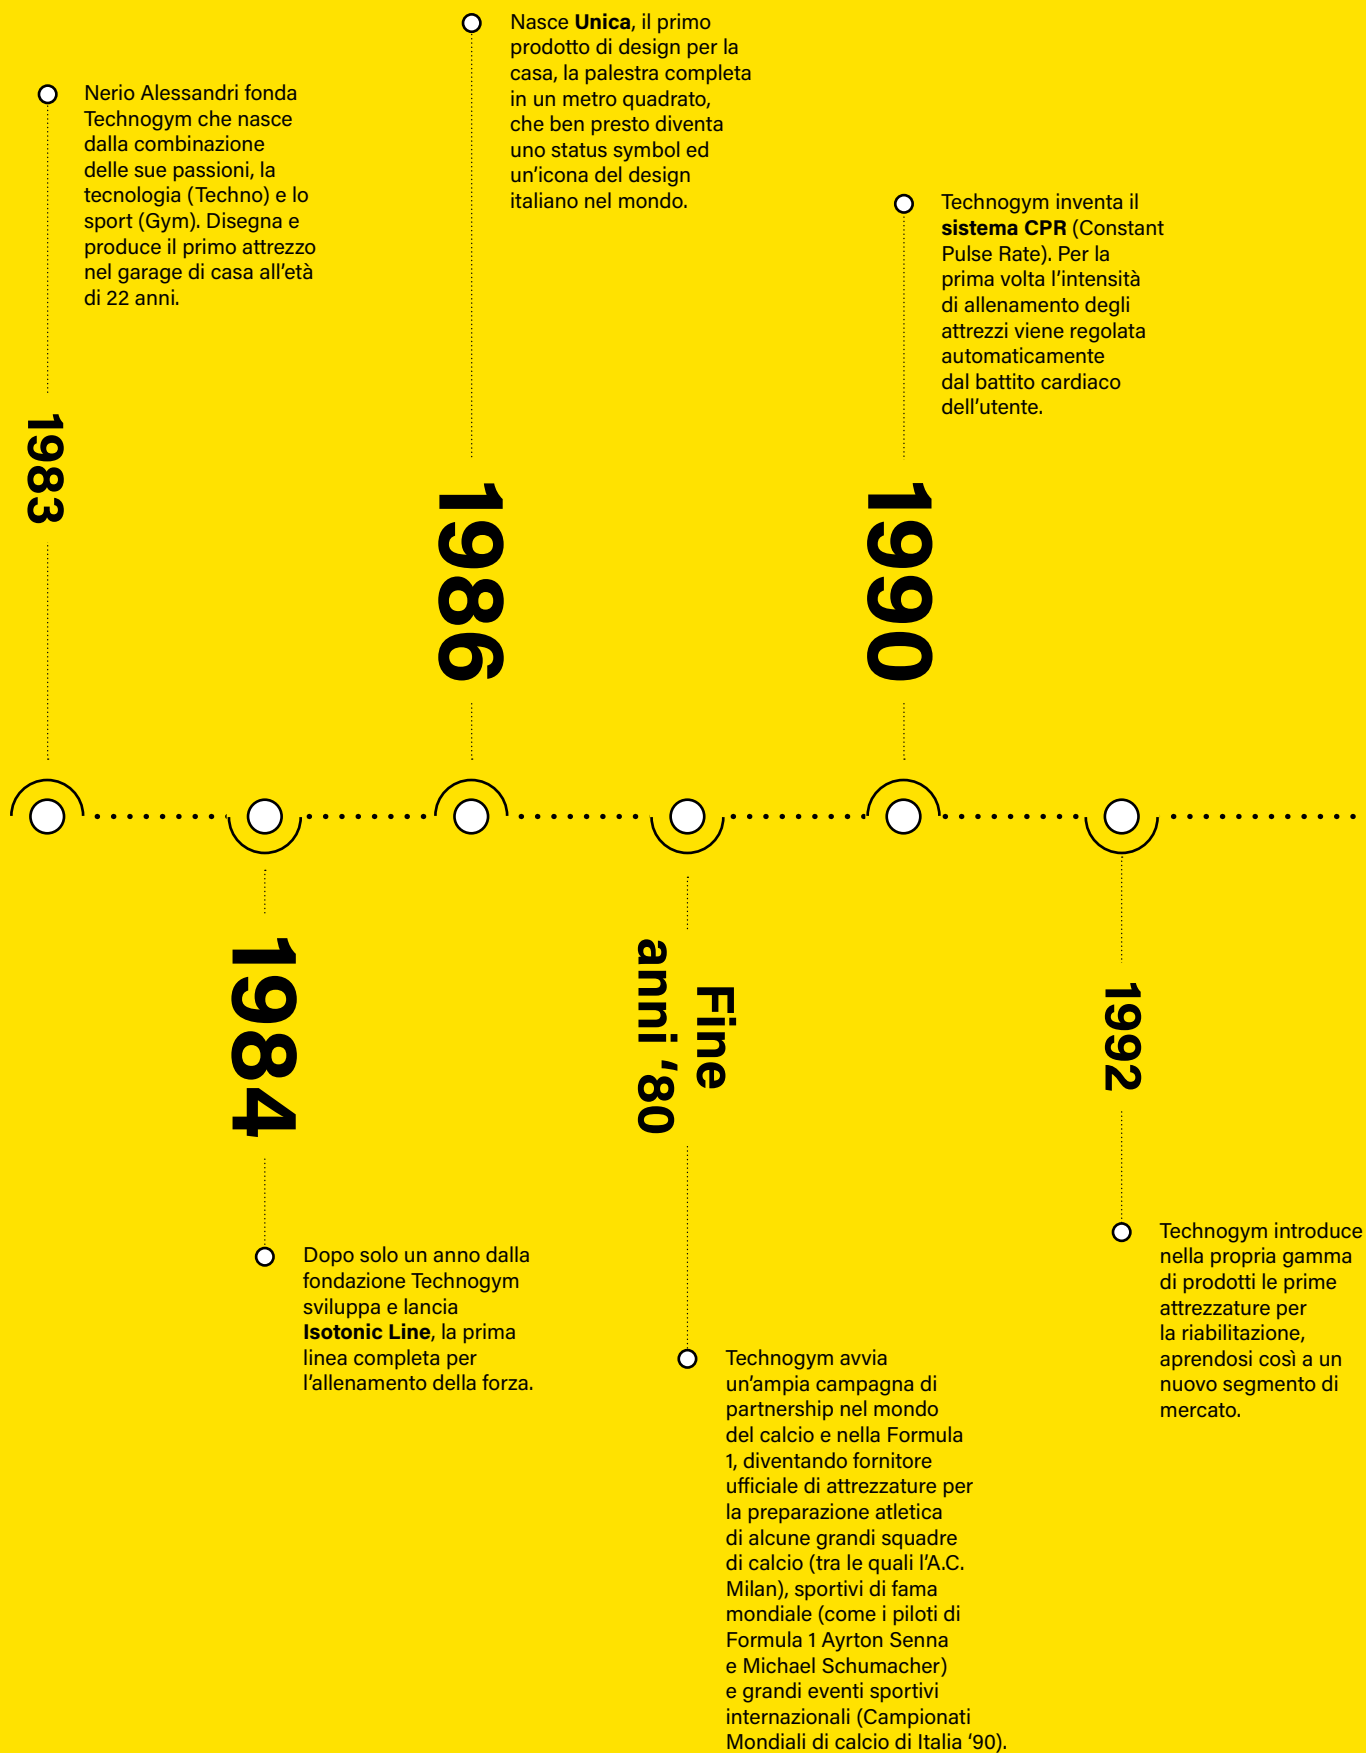 Nerio Alessandri fonda
Technogym che nasce
dalla combinazione
delle sue passioni, la
tecnologia (Techno) e lo
sport (Gym). Disegna e
produce il primo attrezzo
nel garage di casa all'età
di 22 anni.
1983
1984
Dopo solo un anno dalla
fondazione Technogym
sviluppa e lancia
Isotonic Line, la prima
linea completa per
l'allenamento della forza.
Nasce Unica, il primo
prodotto di design per la
casa, la palestra completa
in un metro quadrato,
che ben presto diventa
uno status symbol ed
un'icona del design
italiano nel mondo.
1986
Fine
anni '80
Technogym avvia
un'ampia campagna di
partnership nel mondo
del calcio e nella Formula
1, diventando fornitore
ufficiale di attrezzature per
la preparazione atletica
di alcune grandi squadre
di calcio (tra le quali l'A.C.
Milan), sportivi di fama
mondiale (come i piloti di
Formula 1 Ayrton Senna
e Michael Schumacher)
e grandi eventi sportivi
internazionali (Campionati
Mondiali di calcio di Italia '90).
Technogym inventa il
sistema CPR (Constant
Pulse Rate). Per la
prima volta l'intensità
di allenamento degli
attrezzi viene regolata
automaticamente
dal battito cardiaco
dell'utente.
1990
1992
Technogym introduce
nella propria gamma
di prodotti le prime
attrezzature per
la riabilitazione,
aprendosi così a un
nuovo segmento di
mercato.